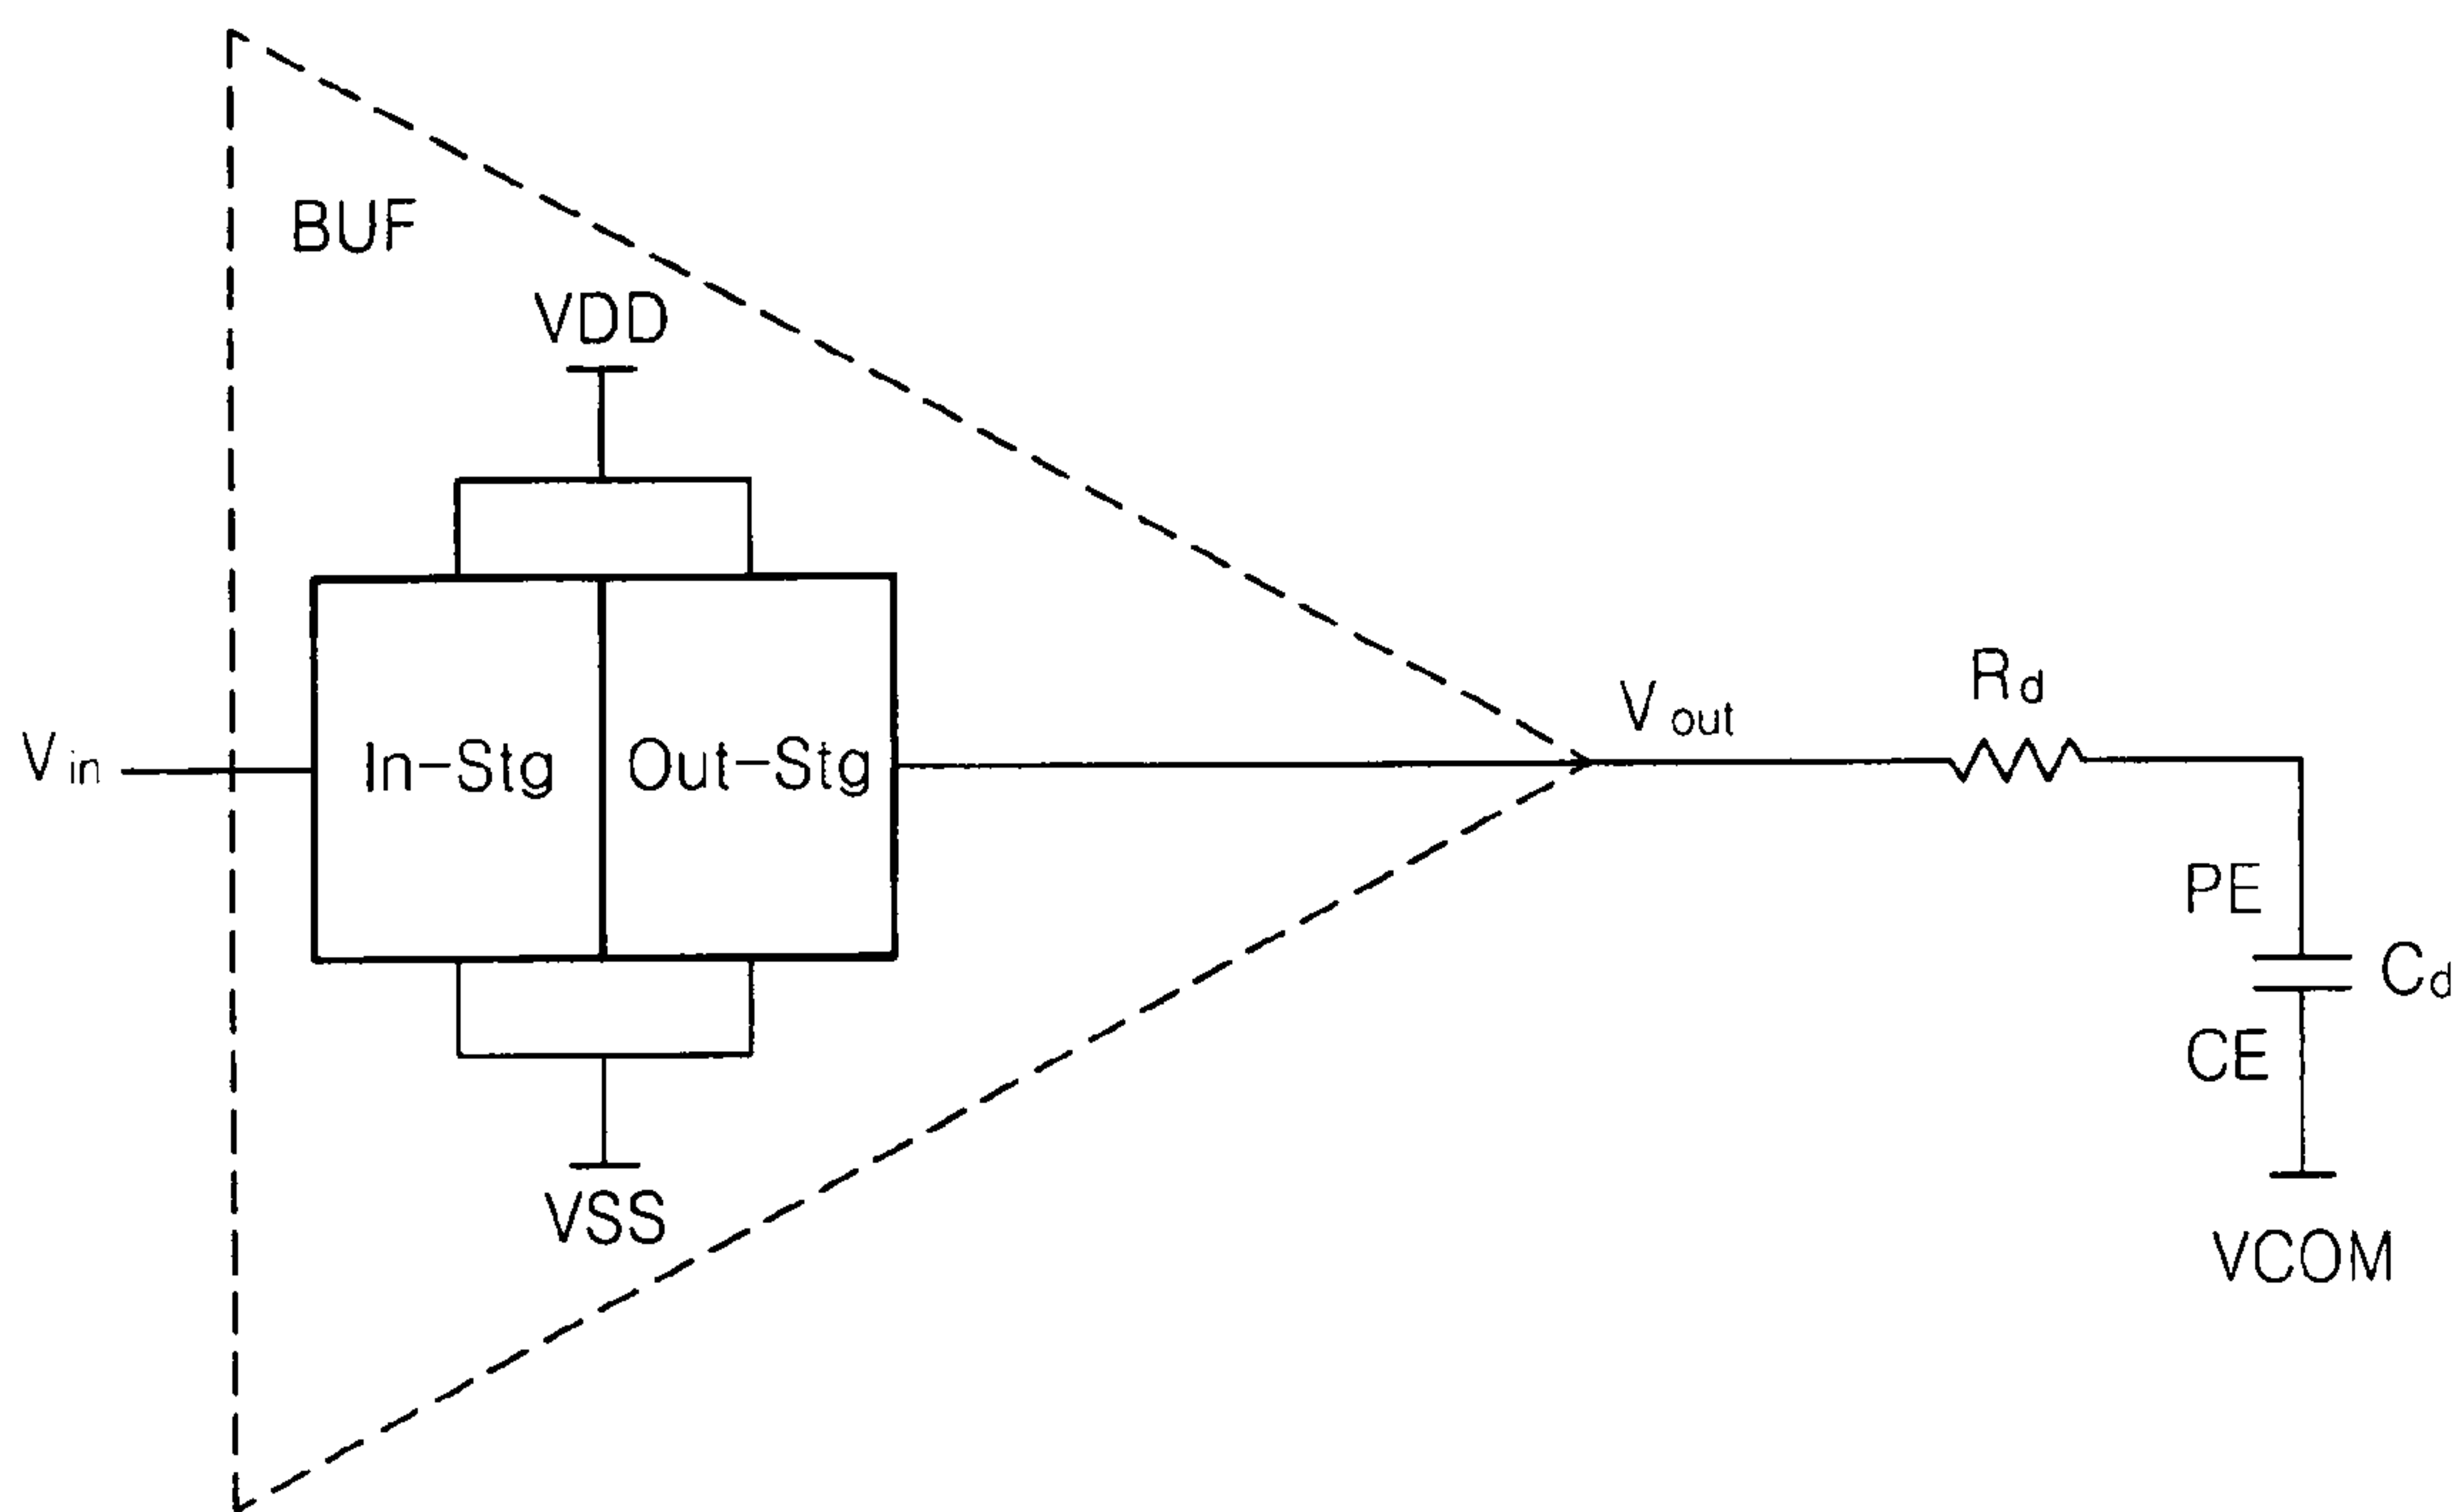 BUF
VDD
Vin
In-Stg
Out-Stg
Vout
Rd
PE
Cd
CE
VSS
VCOM